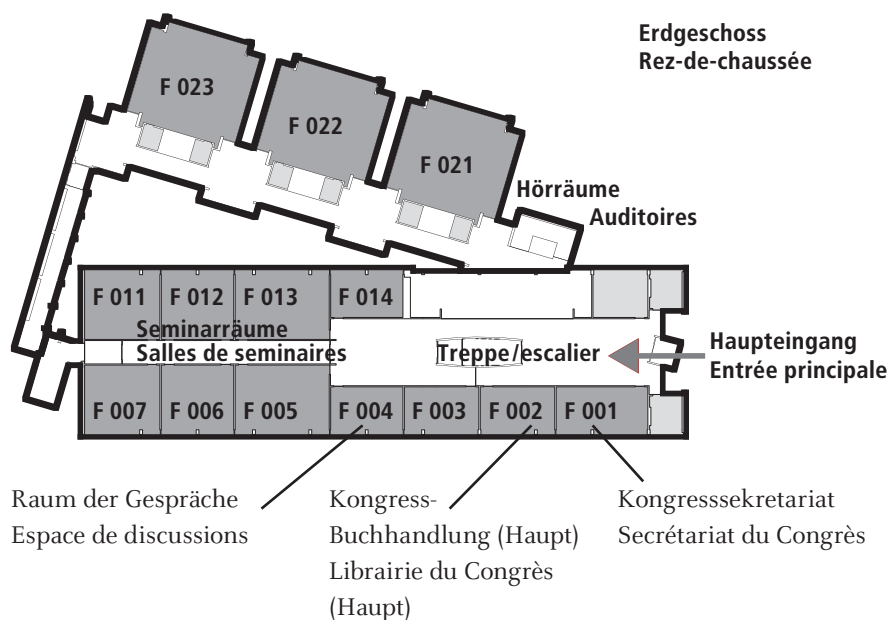 Erdgeschoss
Rez-de-chaussée
F 023
F 022
F 021
Hörräume
Auditoires
F 011 F 012 F 013 F 014
Seminarräume
Salles de seminaires
Treppe/escalier
Haupteingang
Entrée principale
F 007 F 006 F 005 F 004 F 003 F 002 F 001
Raum der Gespräche
Espace de discussions
Kongress-
Buchhandlung (Haupt)
Librairie du Congrès
(Haupt)
Kongresssekretariat
Secrétariat du Congrès